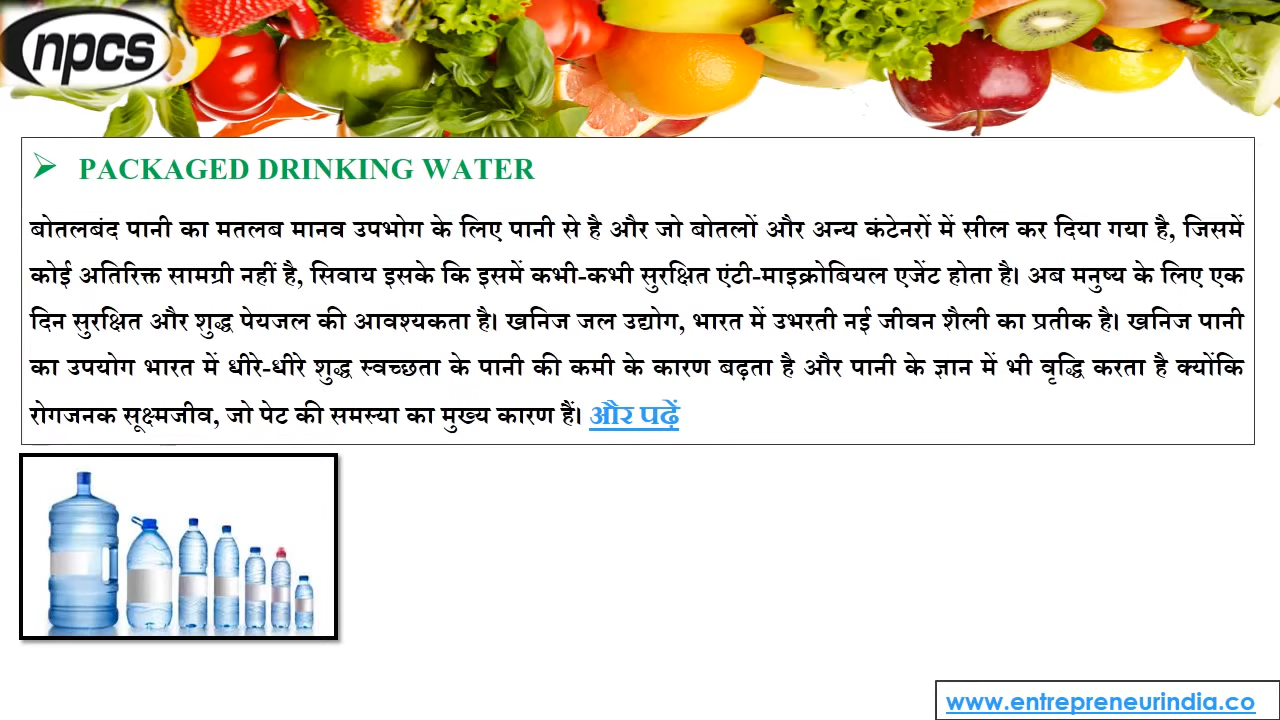 npcs
PACKAGED DRINKING WATER
बोतलबंद पानी का मतलब मानव उपभोग के लिए पानी से है और जो बोतलों और अन्य कंटेनरों में सील कर दिया गया है, जिसमें
कोई अतिरिक्त सामग्री नहीं है, सिवाय इसके कि इसमें कभी-कभी सुरक्षित एंटी-माइक्रोबियल एजेंट होता है। अब मनुष्य के लिए एक
दिन सुरक्षित और शुद्ध पेयजल की आवश्यकता है। खनिज जल उद्योग, भारत में उभरती नई जीवन शैली का प्रतीक है। खनिज पानी
का उपयोग भारत में धीरे-धीरे शुद्ध स्वच्छता के पानी की कमी के कारण बढ़ता है और पानी के ज्ञान में भी वृद्धि करता है क्योंकि
रोगजनक सूक्ष्मजीव, जो पेट की समस्या का मुख्य कारण हैं। और पढ़ें
www.entrepreneurindia.co